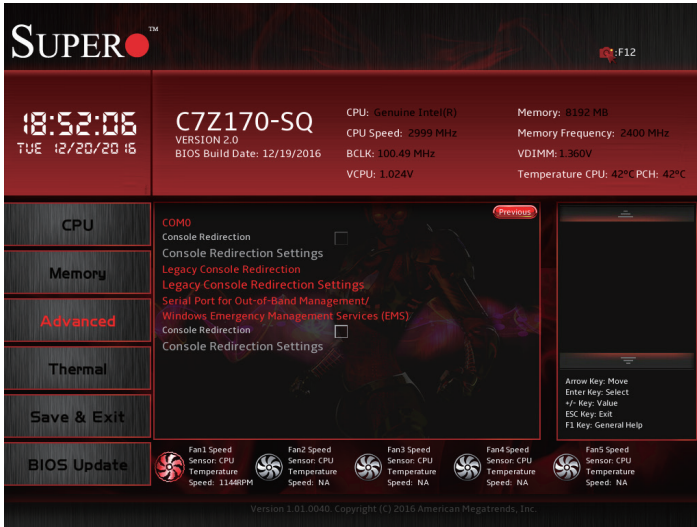 SUPER TM
:F12
18:52:06
TUE 12/20/2016
C7Z170-SQ
VERSION 2.0
BIOS Build Date: 12/19/2016
CPU: Genuine Intel(R)
CPU Speed: 2999 MHz
BCLK: 100.49 MHz
VCPU: 1.024V
Memory: 8192 MB
Memory Frequency: 2400 MHz
VDIMM: 1.360V
Temperature CPU: 42°C PCH: 42°C
CPU
Memory
Advanced
Thermal
Save & Exit
BIOS Update
Previous
COM0
Console Redirection
Console Redirection Settings
Legacy Console Redirection
Legacy Console Redirection Settings
Serial Port for Out-of-Band Management/
Windows Emergency Management Services (EMS)
Console Redirection
Console Redirection Settings
Arrow Key: Move
Enter Key: Select
+/- Key: Value
ESC Key: Exit
F1 Key: General Help
Fan1 Speed
Sensor: CPU
Temperature
Speed: 1144RPM
Fan2 Speed
Sensor: CPU
Temperature
Speed: NA
Fan3 Speed
Sensor: CPU
Temperature
Speed: NA
Fan4 Speed
Sensor: CPU
Temperature
Speed: NA
Fan5 Speed
Sensor: CPU
Temperature
Speed: NA
Version 1.01.0040. Copyright (C) 2016 American Megatrends, Inc.